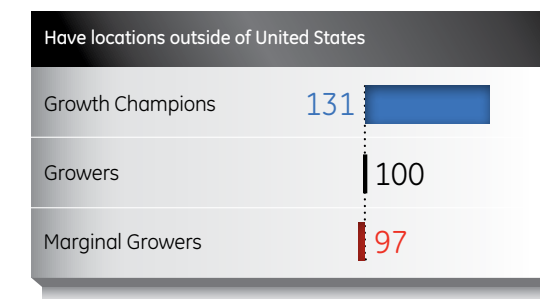 Have locations outside of United States
Growth Champions 131
Growers 100
Marginal Growers 97